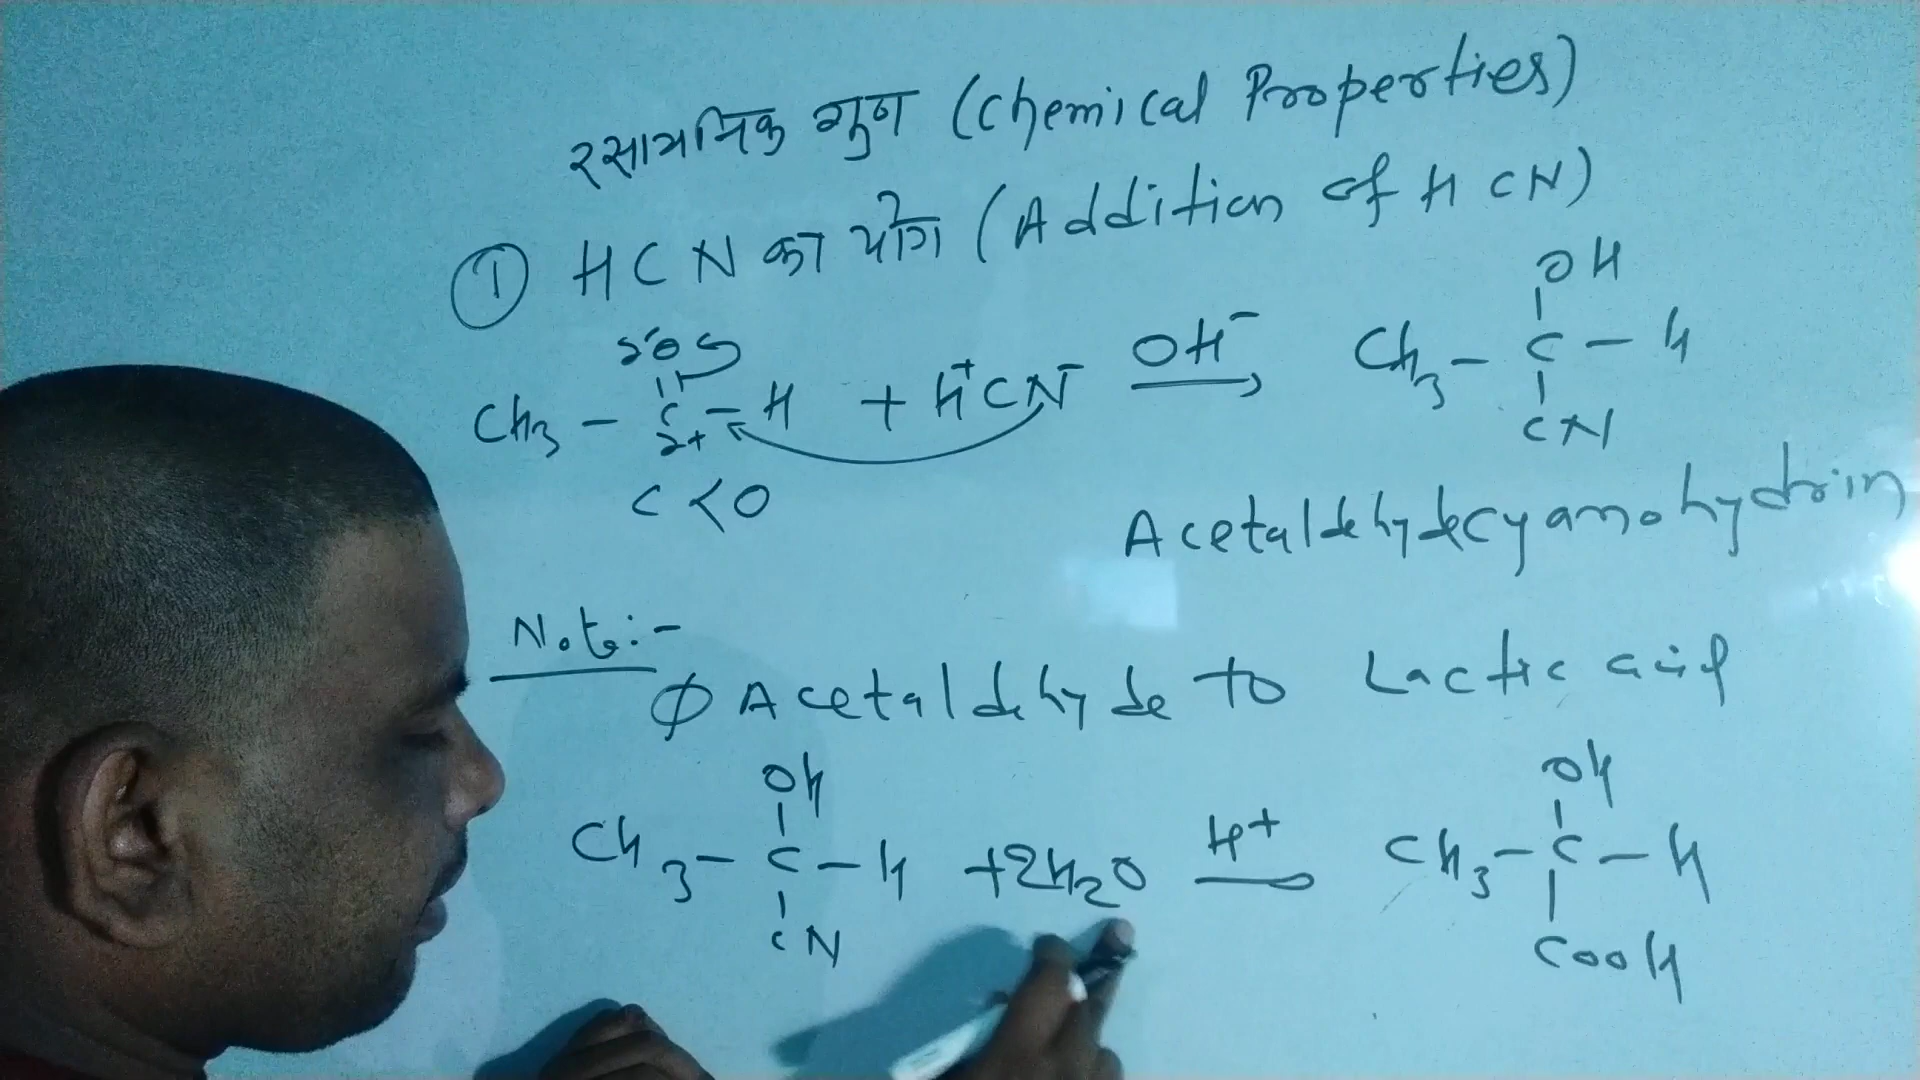 रसायनिक गुण (Chemical Properties)
① HCN का योग (Addition of HCN)
OH
δ-O
CH3 - C - H + H+CN- OH- → CH3 - C - H
δ+
CN
C < O
Acetaldehydecyanohydrin
Note:-
① Acetaldehyde to Lactic acid
OH OH
CH3 - C - H + 2H2O H+ → CH3 - C - H
CN COOH